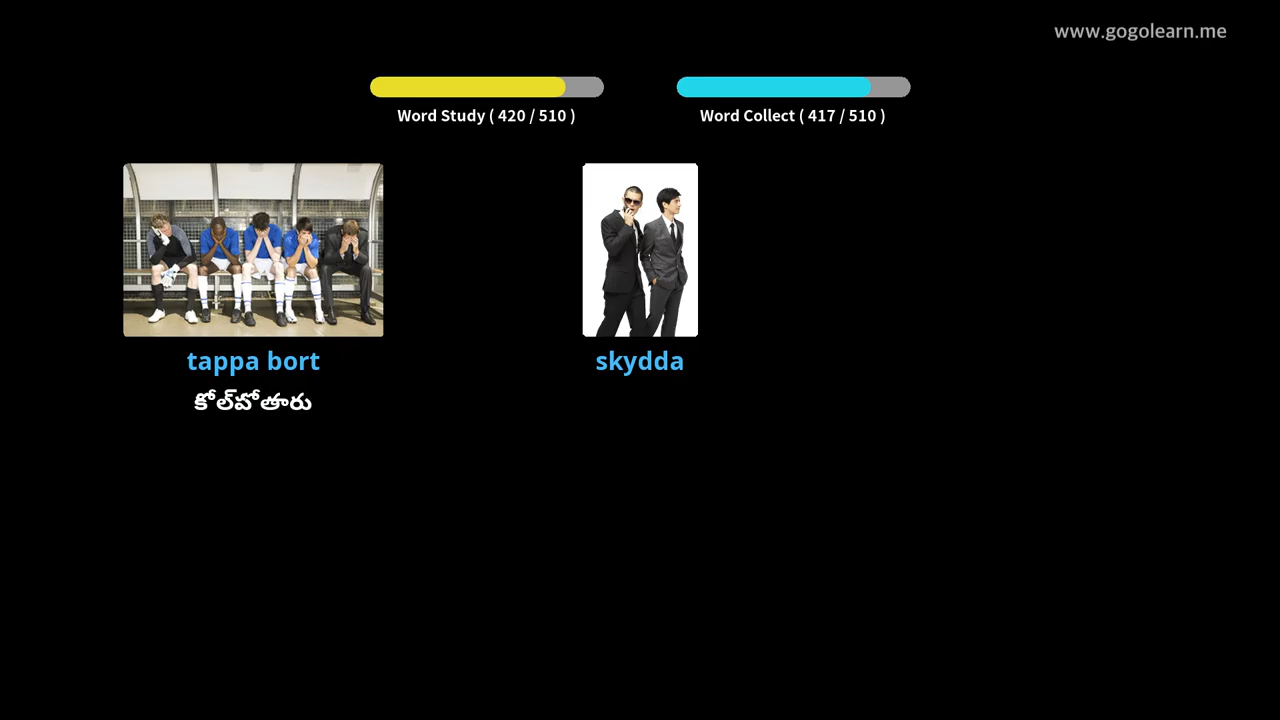 www.gogolearn.me
Word Study ( 420 / 510 )
Word Collect ( 417 / 510 )
tappa bort
కోల్‌పోతారు
skydda